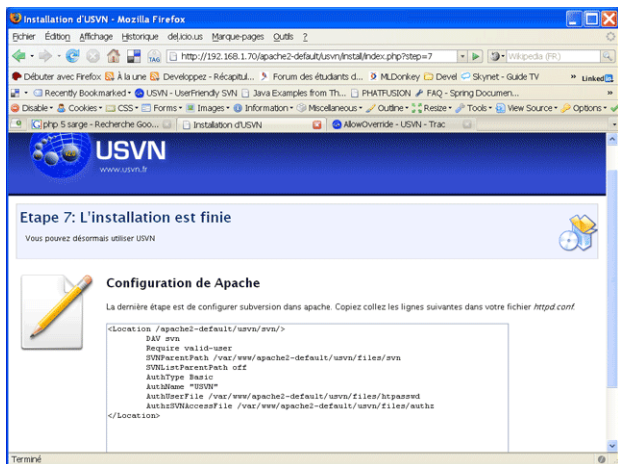 Installation d'USVN - Mozilla Firefox
Fichier Édition Affichage Historique del.icio.us Marque-pages Outils ?
http://192.168.1.70/apache2-default/usvn/install/index.php?step=7 Wikipedia (FR)
Débuter avec Firefox À la une Developpez - Récapitul... Forum des étudiants d... MLDonkey Devel Skynet - Guide TV » Linked
Recently Bookmarked USVN - UserFriendly SVN Java Examples from Th... PHATFUSION FAQ - Spring Documen... »
Disable Cookies CSS Forms Images Information Miscellaneous Outline Resize Tools View Source Options
php 5 sarge - Recherche Goo... Installation d'USVN AllowOverride - USVN - Trac
USVN
www.usvn.fr
Etape 7: L'installation est finie
Vous pouvez désormais utiliser USVN
Configuration de Apache
La dernière étape est de configurer subversion dans apache. Copiez collez les lignes suivantes dans votre fichier httpd.conf
<Location /apache2-default/usvn/svn/>
DAV svn
Require valid-user
SVNParentPath /var/www/apache2-default/usvn/files/svn
SVNListParentPath off
AuthType Basic
AuthName "USVN"
AuthUserFile /var/www/apache2-default/usvn/files/htpasswd
AuthzSVNAccessFile /var/www/apache2-default/usvn/files/authz
</Location>
Terminé